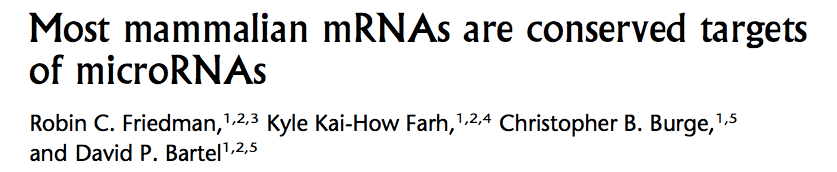 Most mammalian mRNAs are conserved targets
of microRNAs
Robin C. Friedman,1,2,3 Kyle Kai-How Farh,1,2,4 Christopher B. Burge,1,5
and David P. Bartel1,2,5